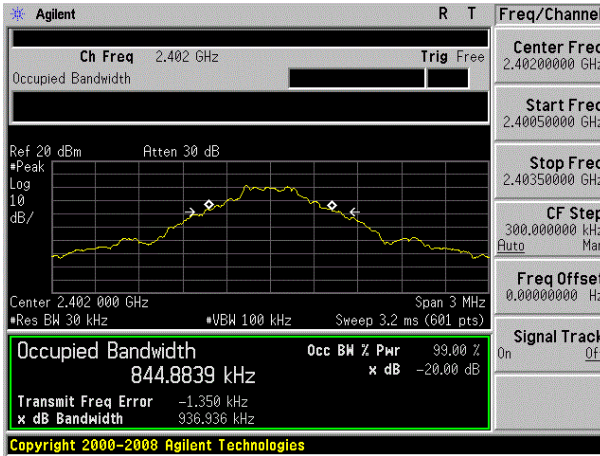 Agilent R T Freq/Channel
Ch Freq 2.402 GHz Trig Free
Occupied Bandwidth
Center Freq
2.40200000 GHz
Start Freq
2.40050000 GHz
Stop Freq
2.40350000 GHz
CF Step
300.000000 kHz
Auto Man
Freq Offset
0.00000000 Hz
Signal Track
On Of
Ref 20 dBm Atten 30 dB
#Peak
Log
10
dB/
Center 2.402 000 GHz Span 3 MHz
#Res BW 30 kHz #VBW 100 kHz Sweep 3.2 ms (601 pts)
Occupied Bandwidth Occ BW % Pwr 99.00 %
844.8839 kHz x dB -20.00 dB
Transmit Freq Error -1.350 kHz
x dB Bandwidth 936.936 kHz
Copyright 2000-2008 Agilent Technologies